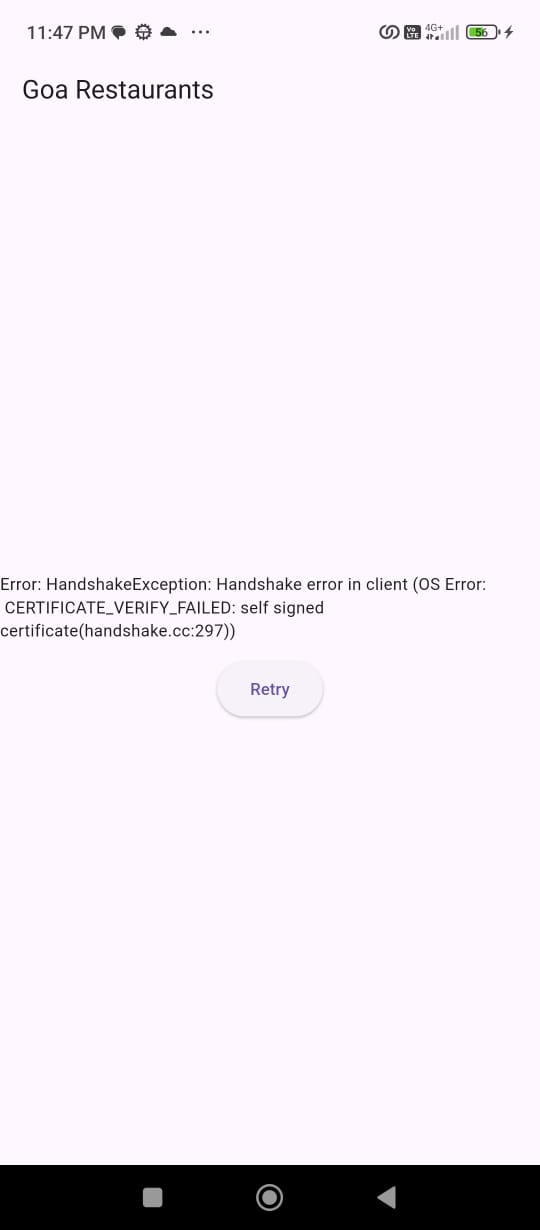 11:47 PM
Vo LTE
4G+
56
Goa Restaurants
Error: HandshakeException: Handshake error in client (OS Error:
CERTIFICATE_VERIFY_FAILED: self signed
certificate(handshake.cc:297))
Retry